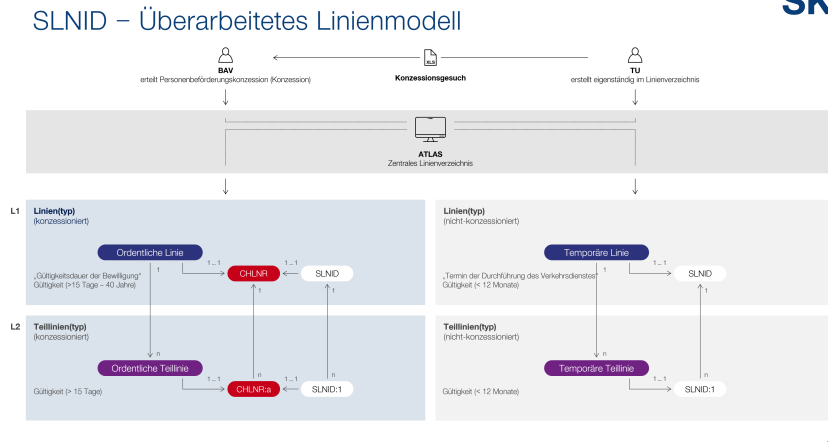 SLNID – Überarbeitetes Linienmodell
SK
XLS
BAV
erteilt Personenbeförderungskonzession (Konzession)
Konzessionsgesuch
TU
erstellt eigenständig im Linienverzeichnis
ATLAS
Zentrales Linienverzeichnis
L1
Linien(typ)
(konzessioniert)
Ordentliche Linie
1
1 ... 1
CHLNR
1 ... 1
SLNID
„Gültigkeitsdauer der Bewilligung“
Gültigkeit (>15 Tage – 40 Jahre)
1
1
Linien(typ)
(nicht-konzessioniert)
Temporäre Linie
1
1 ... 1
SLNID
„Termin der Durchführung des Verkehrsdienstes“
Gültigkeit (< 12 Monate)
1
L2
Teillinien(typ)
(konzessioniert)
n
Ordentliche Teillinie
n
n
1 ... 1
CHLNR:a
1 ... 1
SLNID:1
Gültigkeit (> 15 Tage)
Teillinien(typ)
(nicht-konzessioniert)
n
Temporäre Teillinie
n
1 ... 1
SLNID:1
Gültigkeit (< 12 Monate)